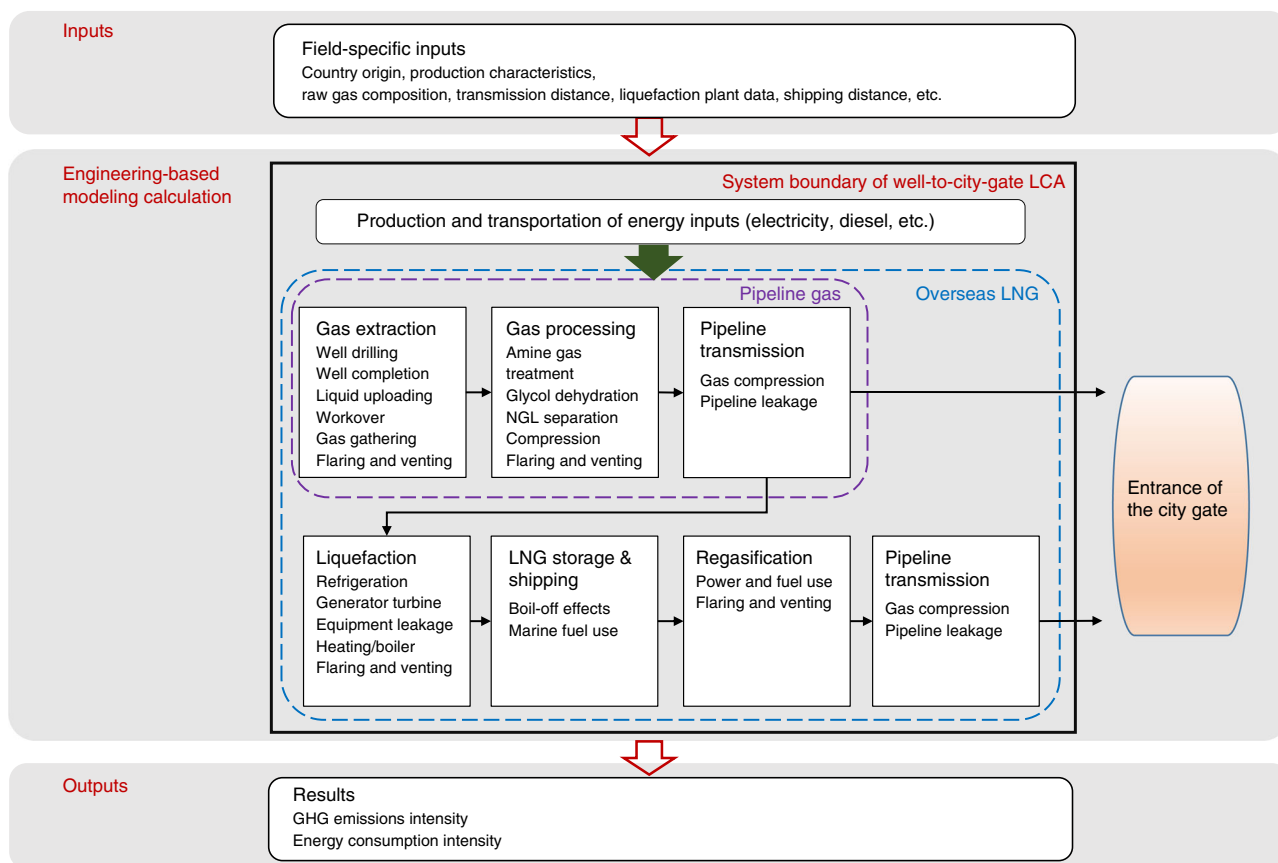 Inputs
Field-specific inputs
Country origin, production characteristics,
raw gas composition, transmission distance, liquefaction plant data, shipping distance, etc.
Engineering-based
modeling calculation
System boundary of well-to-city-gate LCA
Production and transportation of energy inputs (electricity, diesel, etc.)
Pipeline gas
Overseas LNG
Gas extraction
Well drilling
Well completion
Liquid uploading
Workover
Gas gathering
Flaring and venting
Gas processing
Amine gas
treatment
Glycol dehydration
NGL separation
Compression
Flaring and venting
Pipeline
transmission
Gas compression
Pipeline leakage
Liquefaction
Refrigeration
Generator turbine
Equipment leakage
Heating/boiler
Flaring and venting
LNG storage &
shipping
Boil-off effects
Marine fuel use
Regasification
Power and fuel use
Flaring and venting
Pipeline
transmission
Gas compression
Pipeline leakage
Entrance of
the city gate
Outputs
Results
GHG emissions intensity
Energy consumption intensity